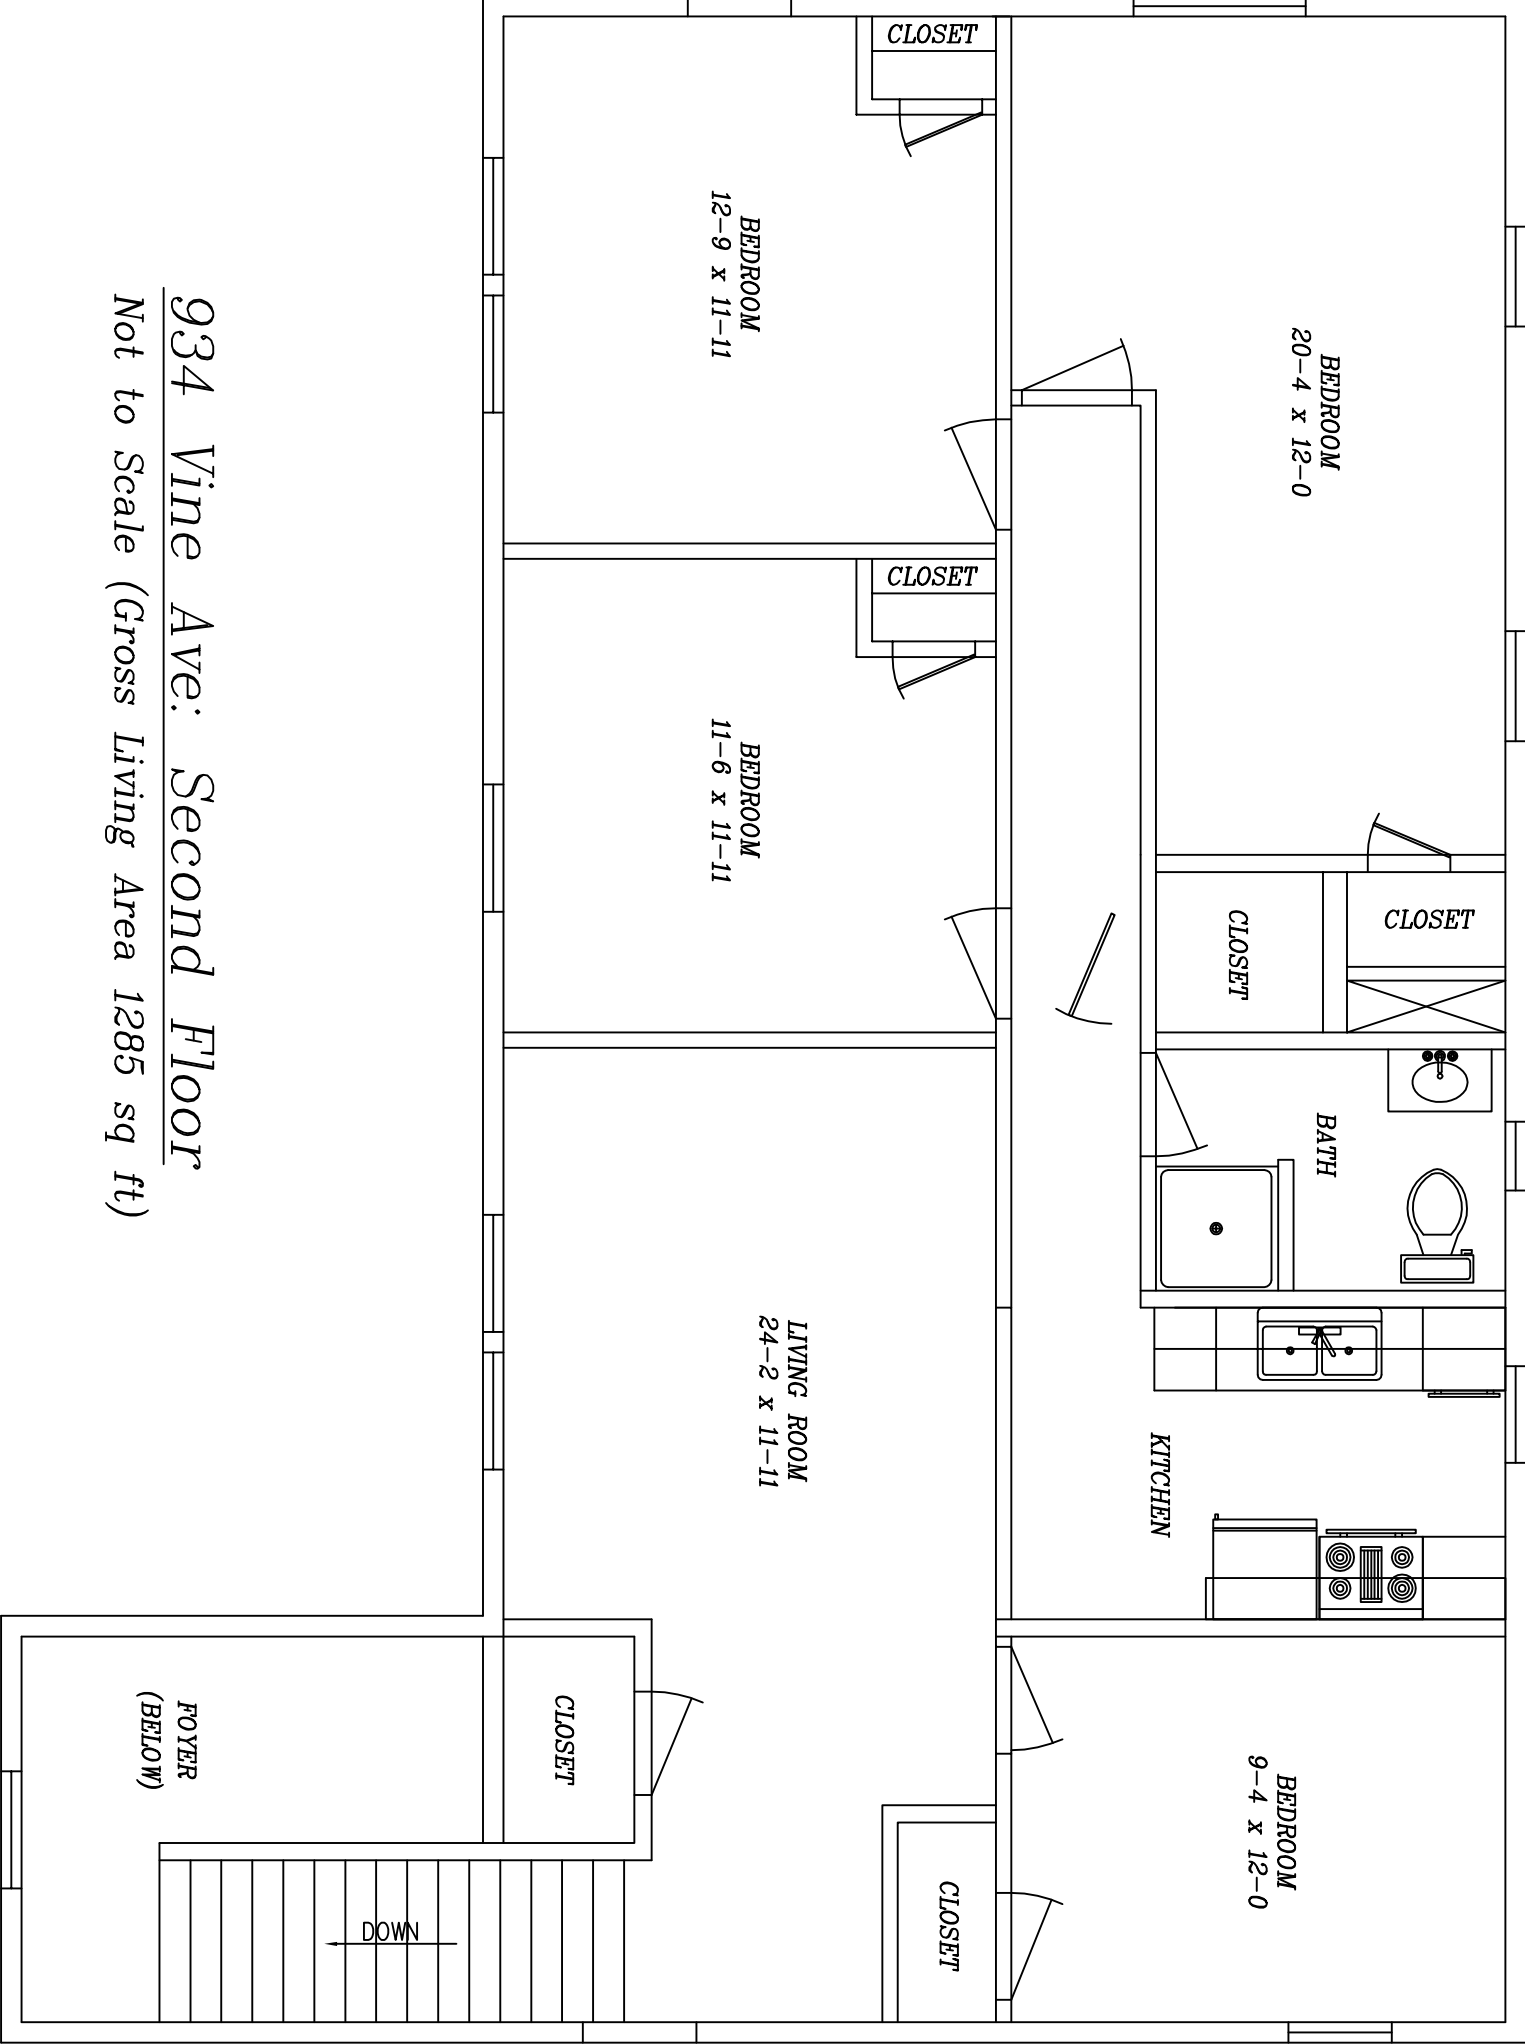 934 Vine Ave: Second Floor
Not to Scale (Gross Living Area 1285 sq ft)
CLOSET
BEDROOM
12-9 x 11-11
BEDROOM
20-4 x 12-0
CLOSET
BEDROOM
11-6 x 11-11
CLOSET
CLOSET
BATH
LIVING ROOM
24-2 x 11-11
KITCHEN
FOYER
(BELOW)
CLOSET
BEDROOM
9-4 x 12-0
CLOSET
DOWN